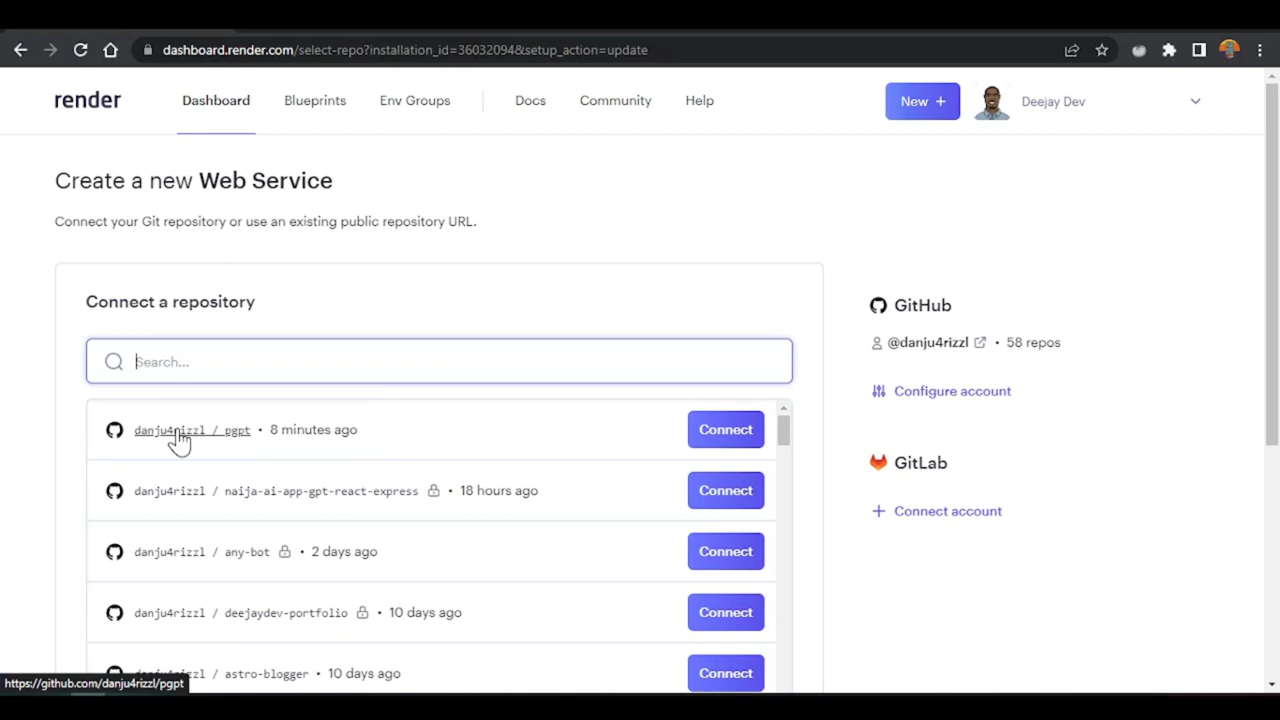 dashboard.render.com/select-repo?installation_id=36032094&setup_action=update
render
Dashboard
Blueprints
Env Groups
Docs
Community
Help
New +
Deejay Dev
Create a new Web Service
Connect your Git repository or use an existing public repository URL.
Connect a repository
Search...
danju4rizzl / pgpt • 8 minutes ago
Connect
danju4rizzl / naija-ai-app-gpt-react-express • 18 hours ago
Connect
danju4rizzl / any-bot • 2 days ago
Connect
danju4rizzl / deejaydev-portfolio • 10 days ago
Connect
danju4rizzl / astro-blogger • 10 days ago
Connect
GitHub
@danju4rizzl • 58 repos
Configure account
GitLab
+ Connect account
https://github.com/danju4rizzl/pgpt